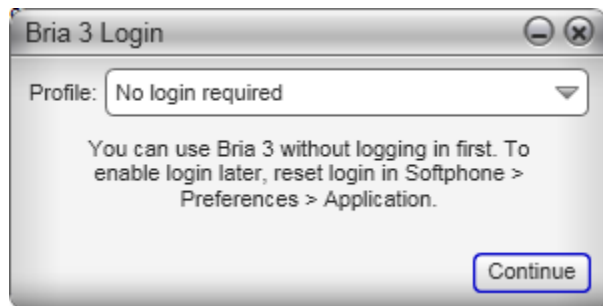 Bria 3 Login
Profile: No login required
You can use Bria 3 without logging in first. To
enable login later, reset login in Softphone >
Preferences > Application.
Continue